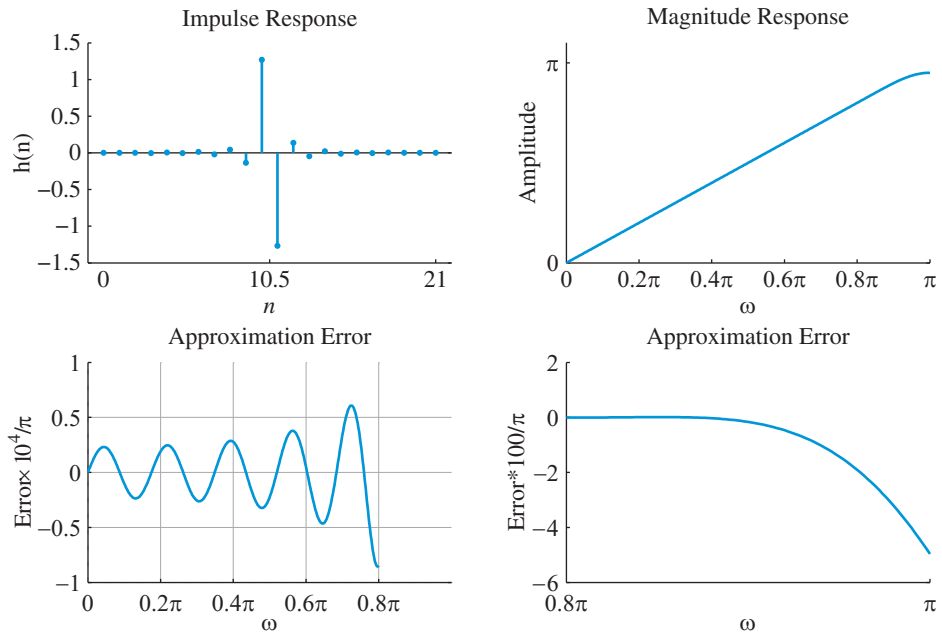 Impulse Response
1.5
1
0.5
0
−0.5
−1
−1.5
h(n)
0
10.5
21
n
Magnitude Response
π
0
Amplitude
0
0.2π
0.4π
0.6π
0.8π
π
ω
Approximation Error
1
0.5
0
−0.5
−1
Error× 10⁴/π
0
0.2π
0.4π
0.6π
0.8π
ω
Approximation Error
2
0
−2
−4
−6
Error*100/π
0.8π
π
ω